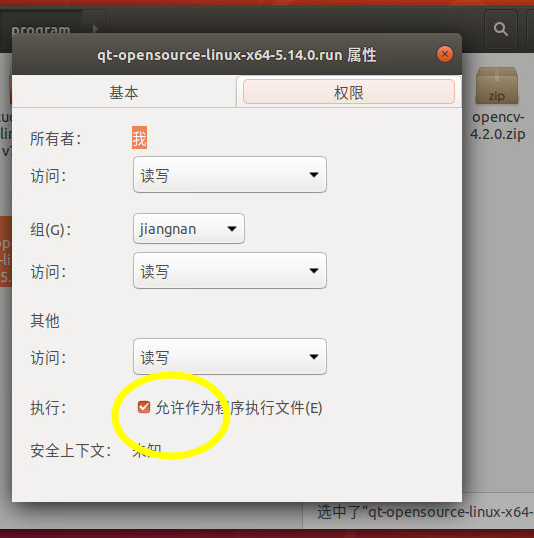 program
qt-opensource-linux-x64-5.14.0.run 属性
基本
权限
zip
opencv-
4.2.0.zip
所有者：
我
访问：
读写
组(G)：
jiangnan
访问：
读写
其他
访问：
读写
执行：
允许作为程序执行文件(E)
安全上下文：
未知
选中了“qt-opensource-linux-x64-